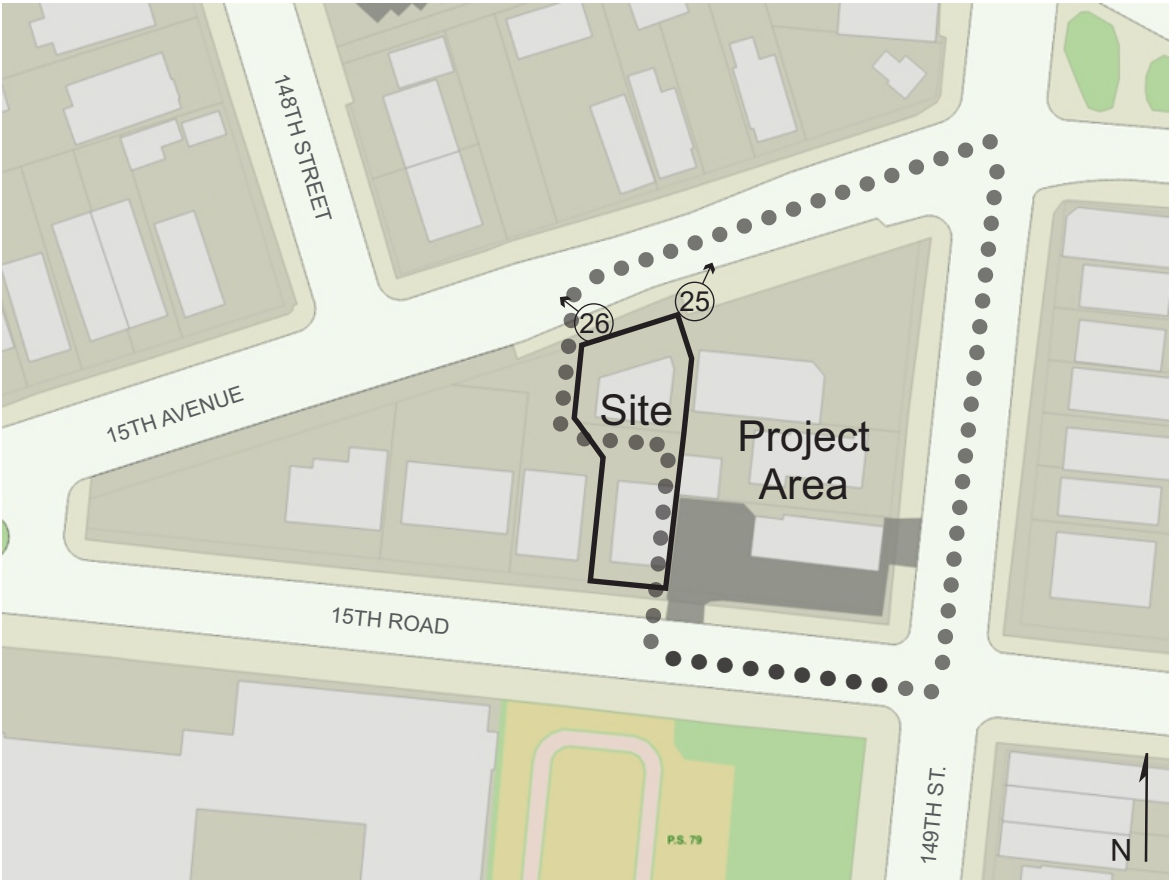 148TH STREET
25
26
15TH AVENUE
Site
Project
Area
15TH ROAD
149TH ST.
P.S. 79
N